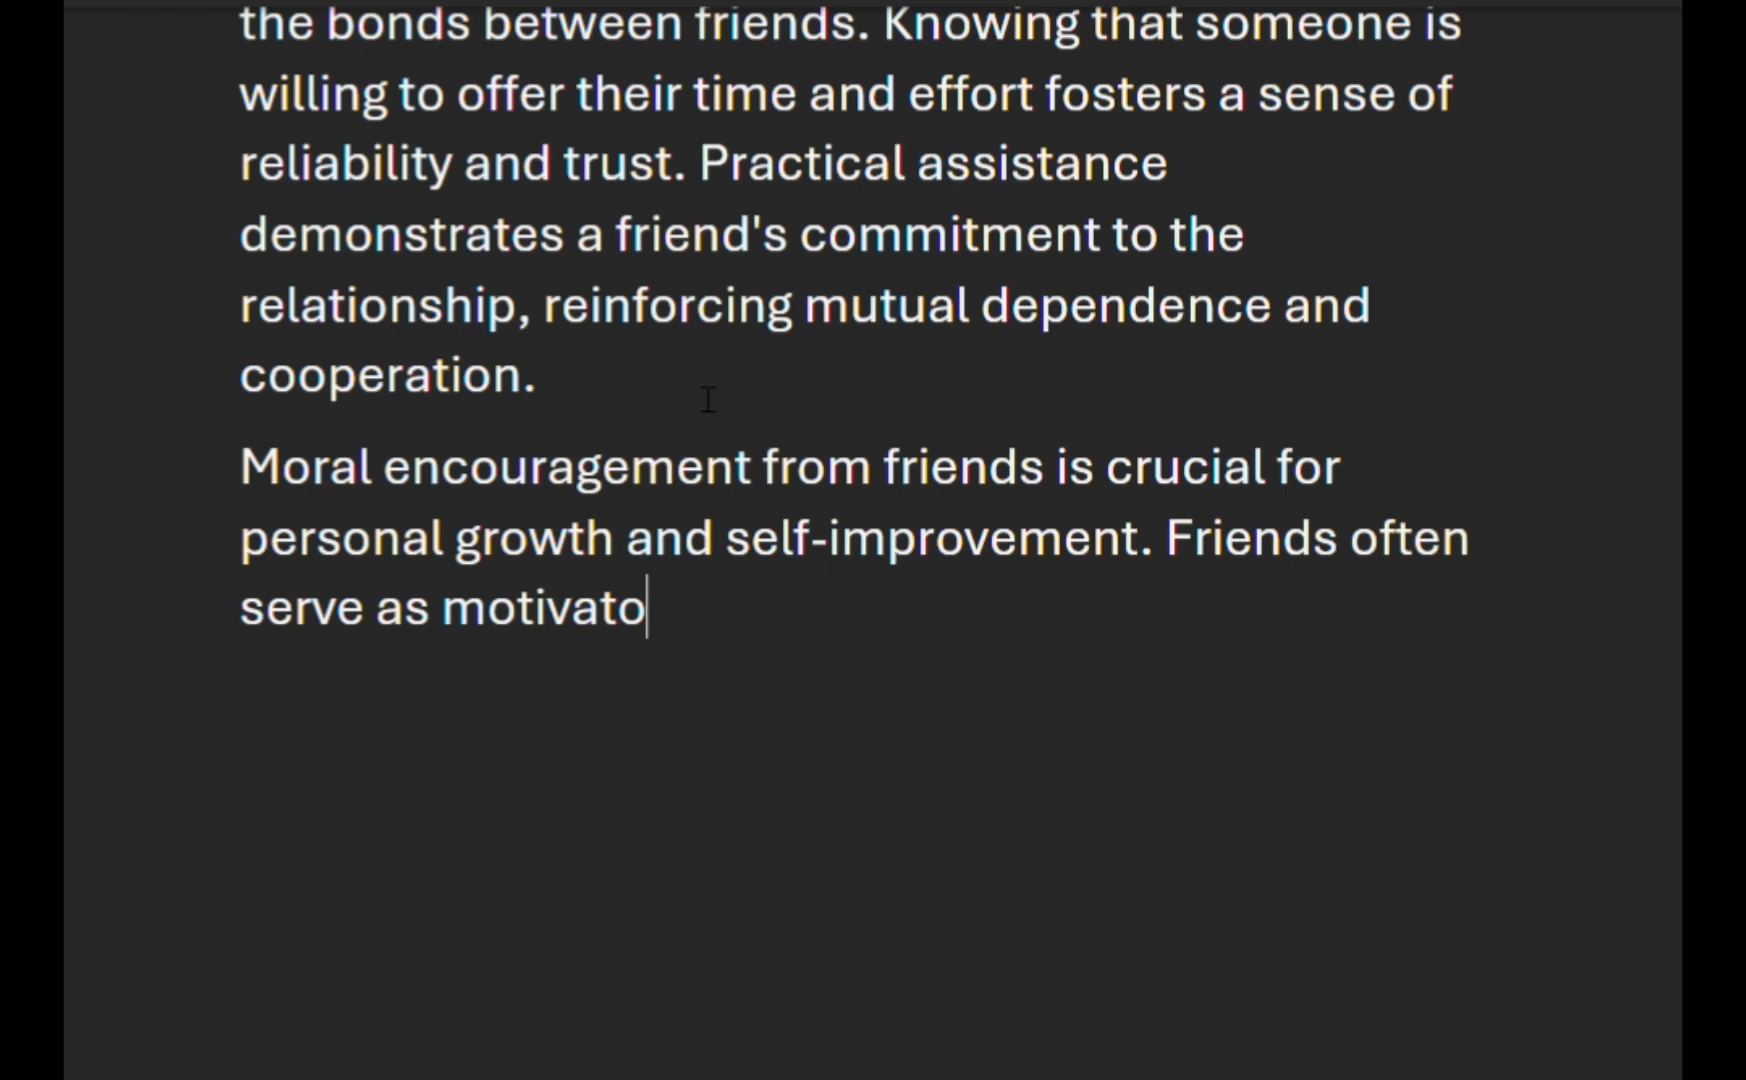 the bonds between friends. Knowing that someone is
willing to offer their time and effort fosters a sense of
reliability and trust. Practical assistance
demonstrates a friend's commitment to the
relationship, reinforcing mutual dependence and
cooperation.
Moral encouragement from friends is crucial for
personal growth and self-improvement. Friends often
serve as motivato